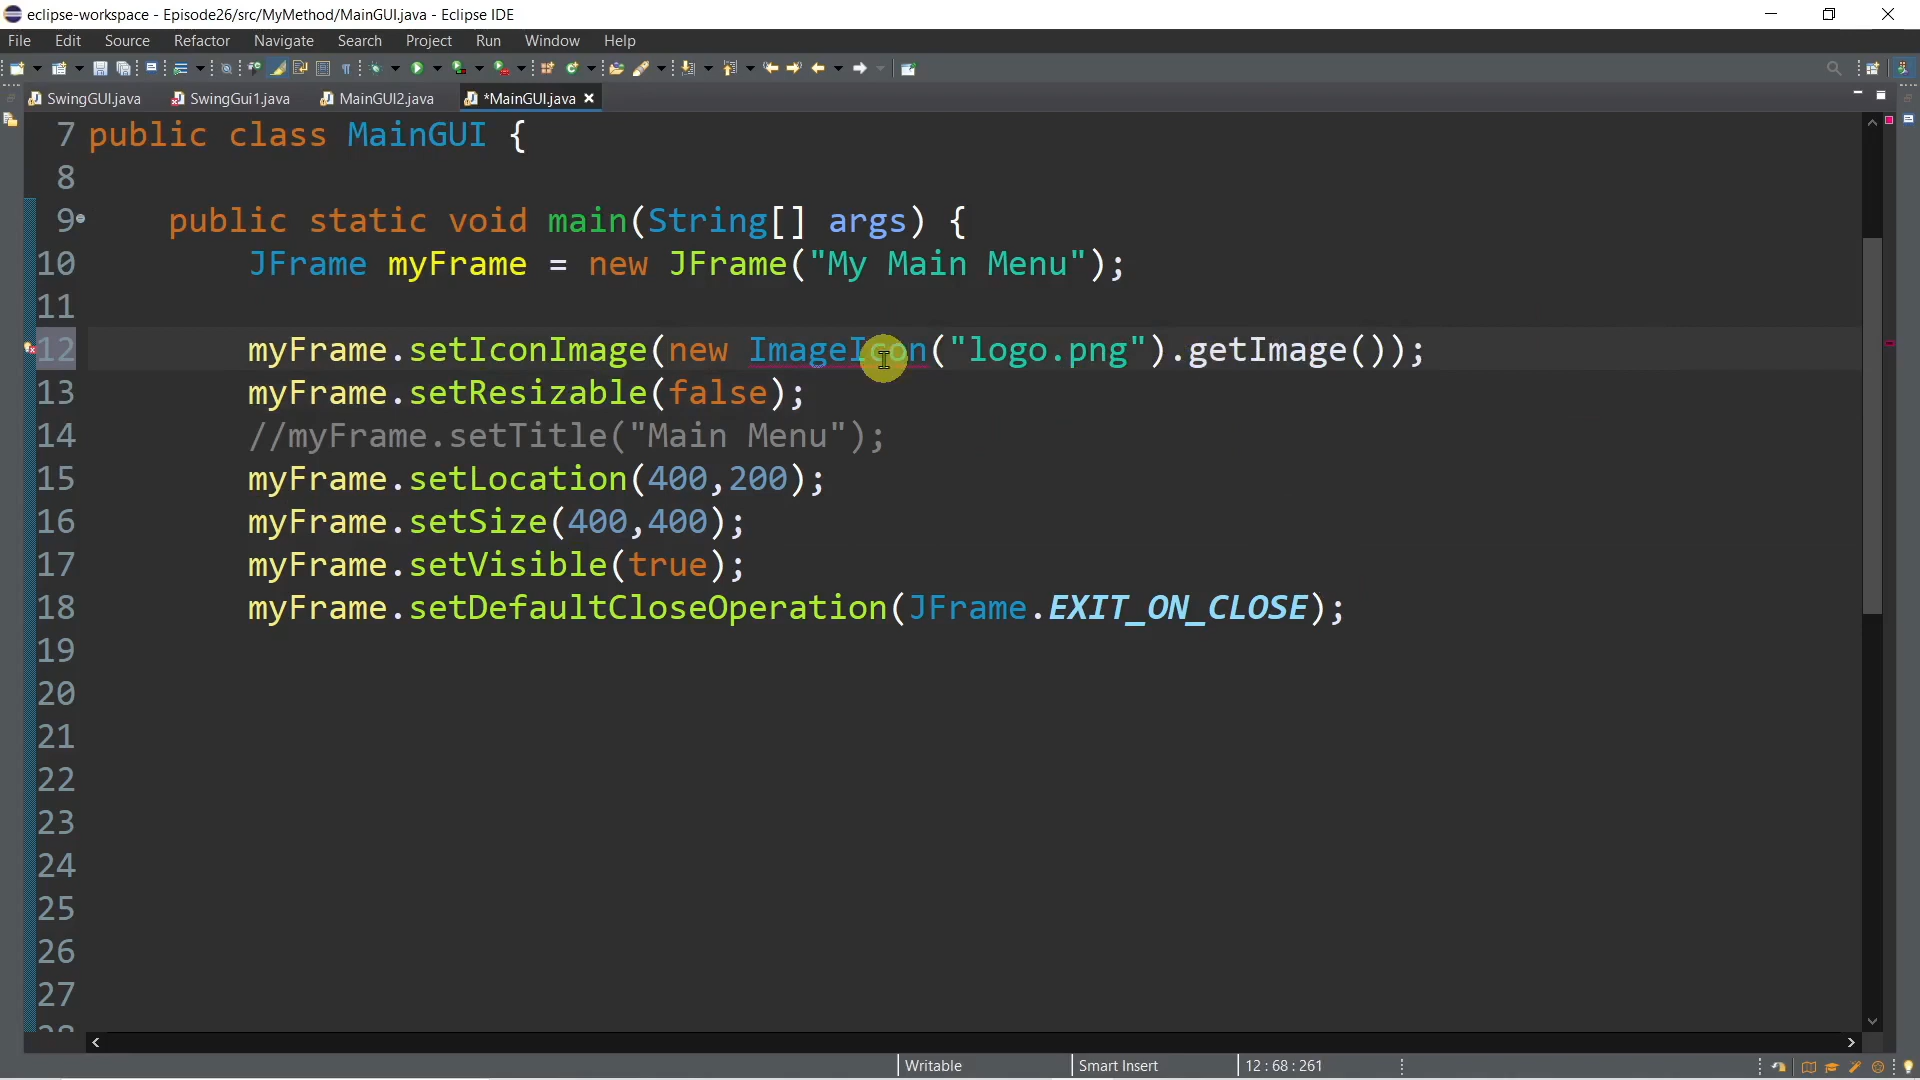 eclipse-workspace - Episode26/src/MyMethod/MainGUI.java - Eclipse IDE
File Edit Source Refactor Navigate Search Project Run Window Help
SwingGUI.java SwingGui1.java MainGUI2.java *MainGUI.java
7 public class MainGUI {
8
9 public static void main(String[] args) {
10 JFrame myFrame = new JFrame("My Main Menu");
11
12 myFrame.setIconImage(new ImageIcon("logo.png").getImage());
13 myFrame.setResizable(false);
14 //myFrame.setTitle("Main Menu");
15 myFrame.setLocation(400,200);
16 myFrame.setSize(400,400);
17 myFrame.setVisible(true);
18 myFrame.setDefaultCloseOperation(JFrame.EXIT_ON_CLOSE);
19
20
21
22
23
24
25
26
27
Writable Smart Insert 12 : 68 : 261